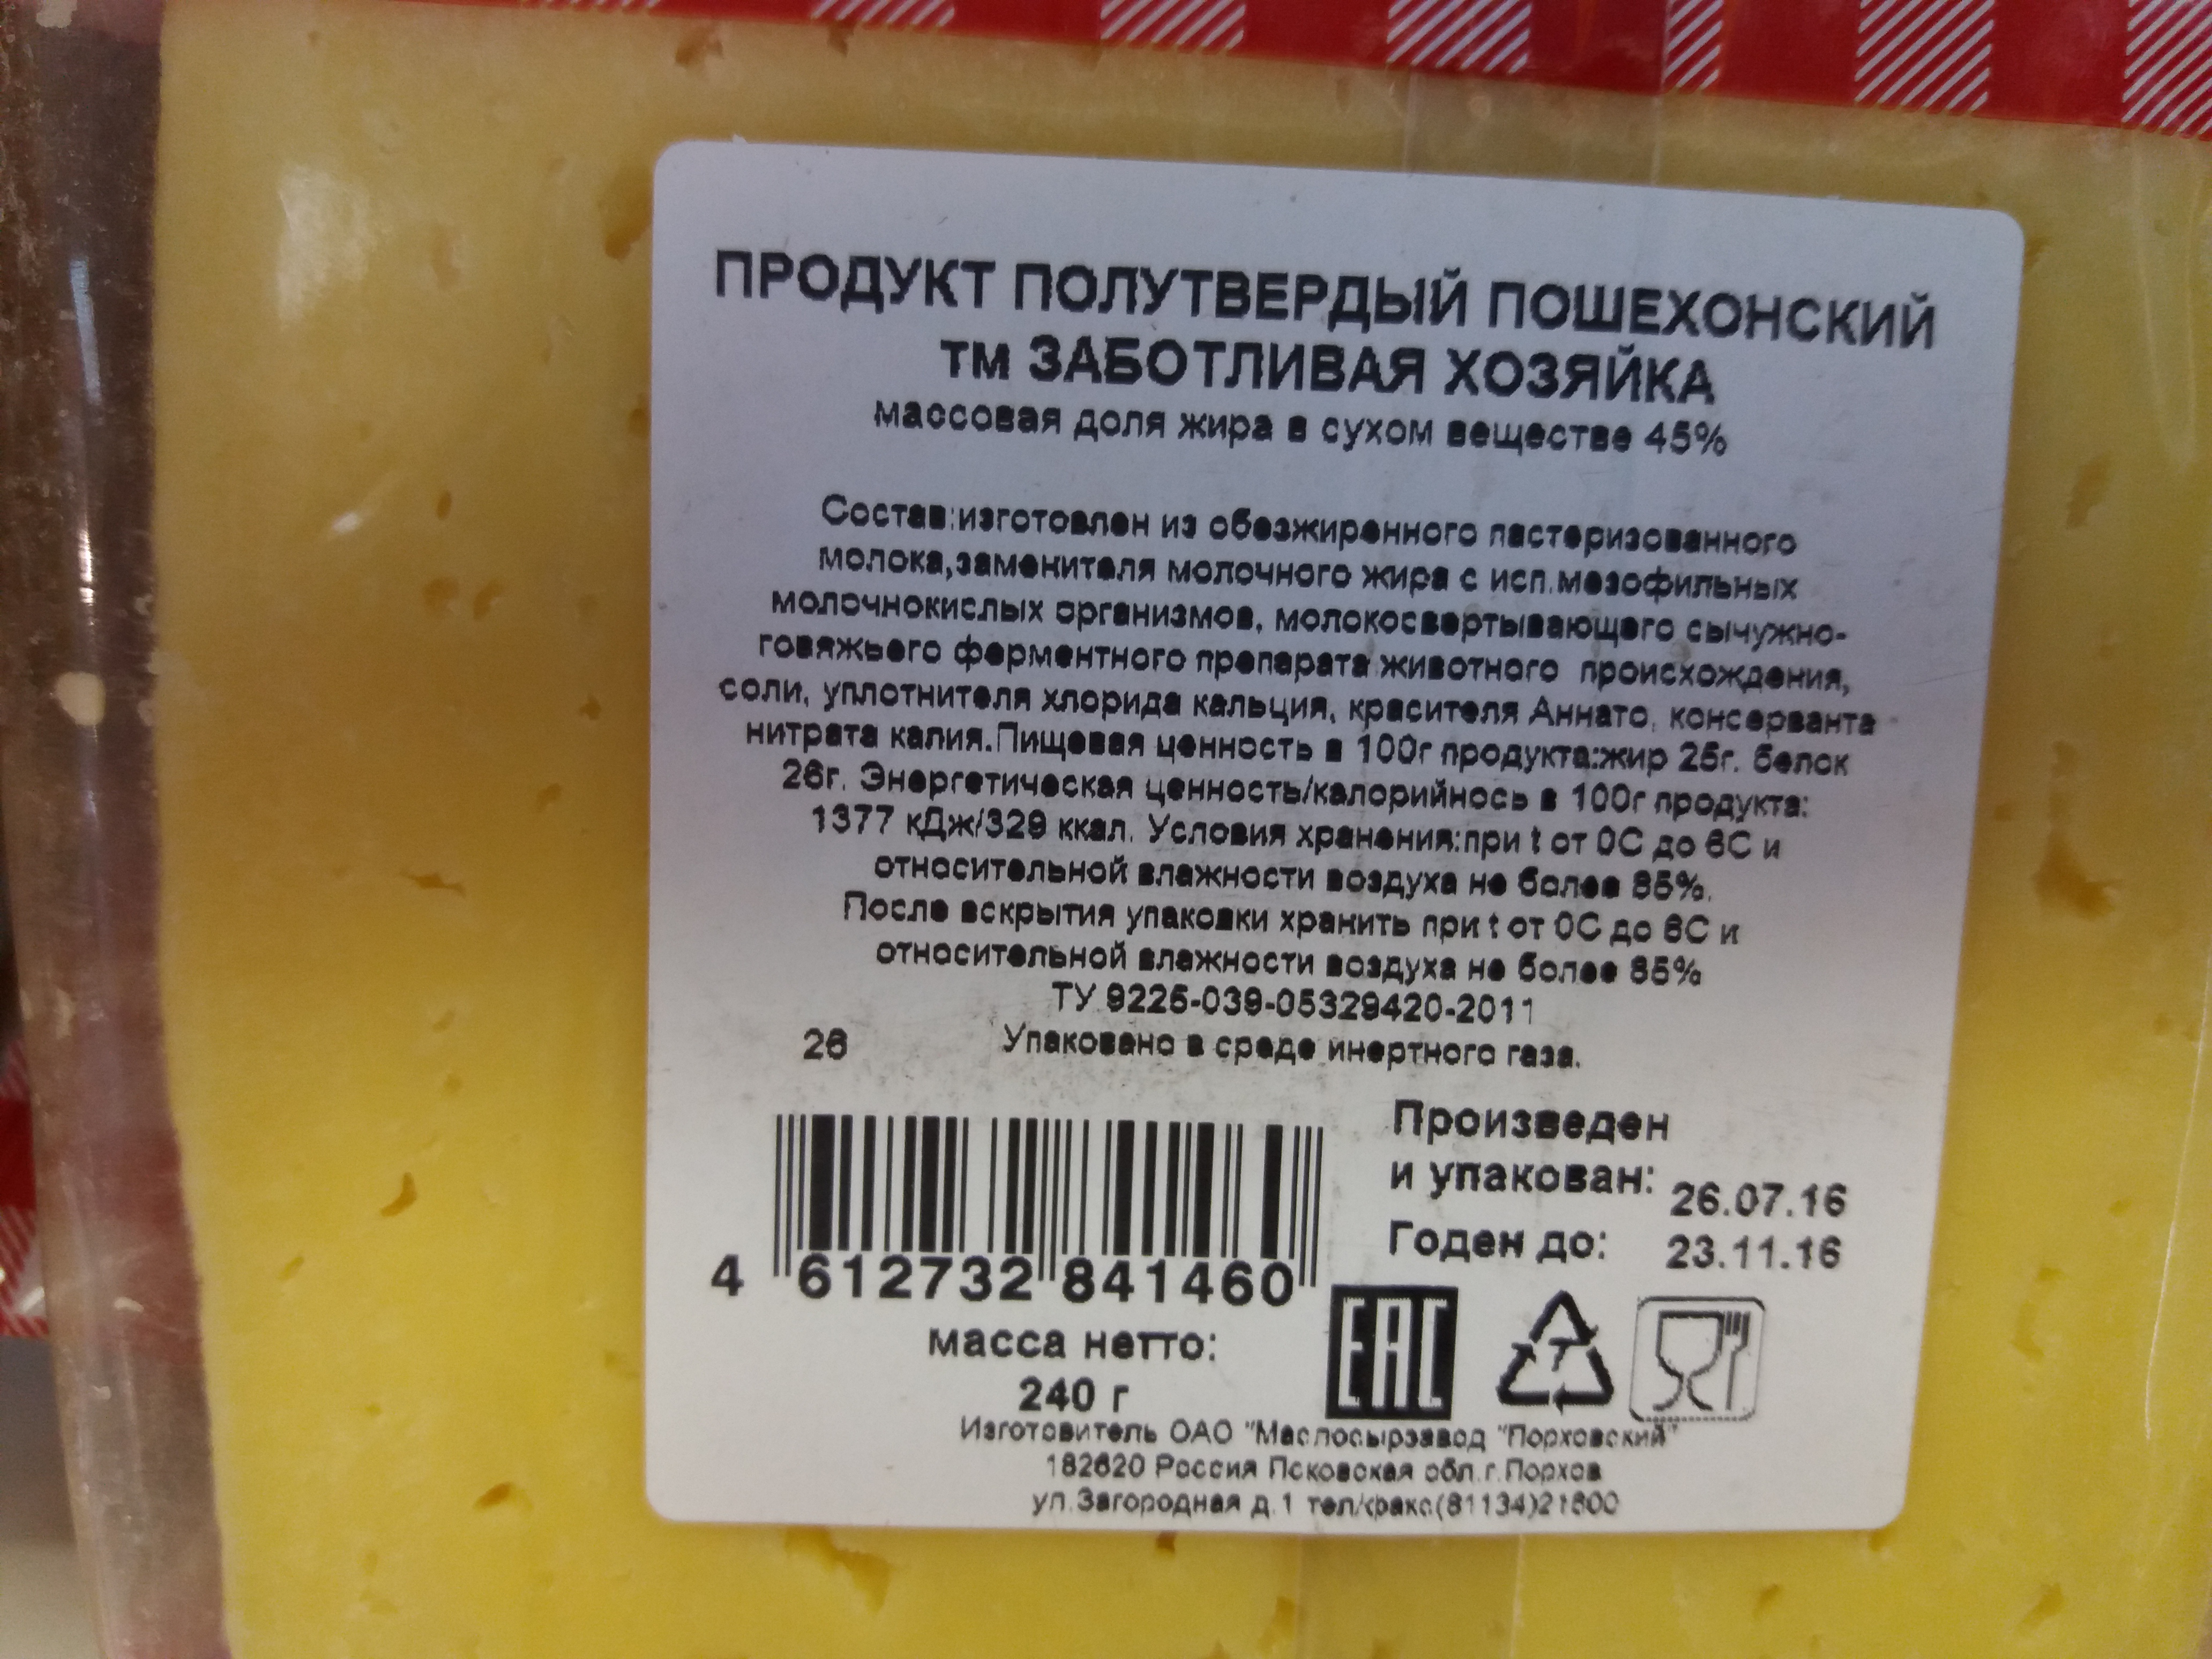 ПРОДУКТ ПОЛУТВЕРДЫЙ ПОШЕХОНСКИЙ
тм ЗАБОТЛИВАЯ ХОЗЯЙКА
массовая доля жира в сухом веществе 45%
Состав:изготовлен из обезжиренного пастеризованного
молока,заменителя молочного жира с исп.мезофильных
молочнокислых организмов, молокосвертывающего сычужно-
говяжьего ферментного препарата животного происхождения,
соли, уплотнителя хлорида кальция, красителя Аннато, консерванта
нитрата калия.Пищевая ценность в 100г продукта:жир 25г. белок
26г. Энергетическая ценность/калорийнось в 100г продукта:
1377 кДж/329 ккал. Условия хранения:при t от 0С до 6С и
относительной влажности воздуха не более 85%.
После вскрытия упаковки хранить при t от 0С до 6С и
относительной влажности воздуха не более 85%
ТУ 9225-039-05329420-2011
26 Упаковано в среде инертного газа.
Произведен
и упакован: 26.07.16
Годен до: 23.11.16
4 612732 841460
EAC
масса нетто:
240 г
Изготовитель ОАО "Маслосырзавод "Порховский"
182620 Россия Псковская обл.г.Порхов
ул.Загородная д.1 тел/факс(81134)21800